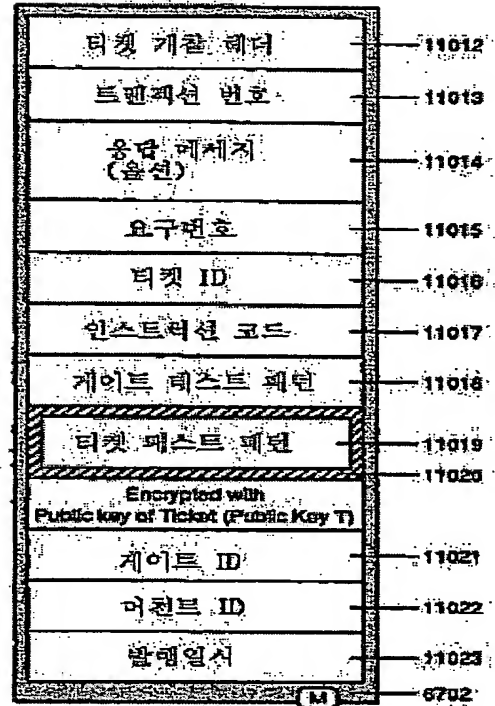 티켓 개찰 헤더 11012
트랜잭션 번호 11013
응답 메세지
(옵션) 11014
요구번호 11015
티켓 ID 11016
인스트럭션 코드 11017
게이트 테스트 패턴 11018
티켓 테스트 패턴 11019
11020
Encrypted with
Public key of Ticket (Public Key T)
게이트 ID 11021
머천트 ID 11022
발행일시 11023
M 6702